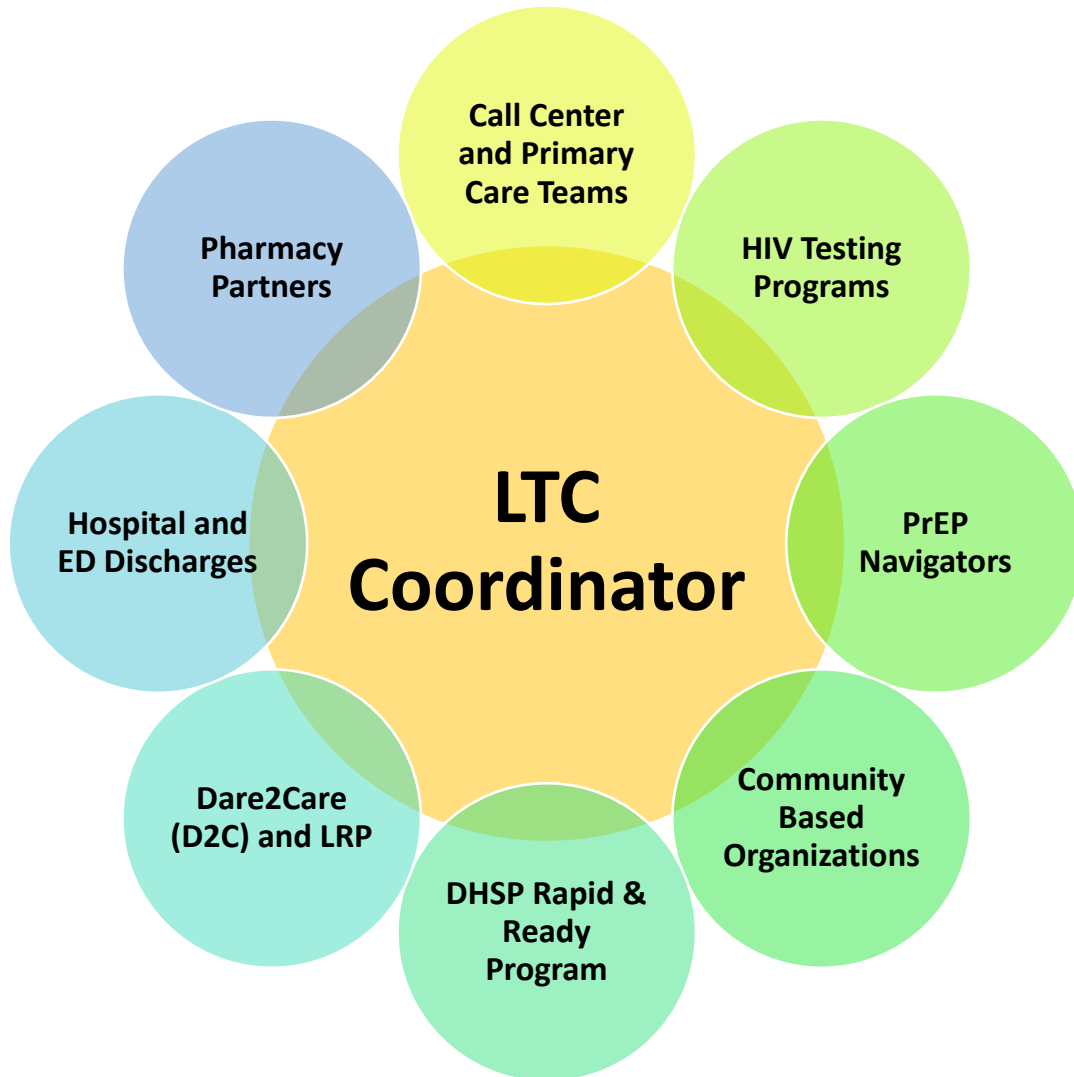 Call Center
and Primary
Care Teams
HIV Testing
Programs
PrEP
Navigators
Community
Based
Organizations
DHSP Rapid &
Ready
Program
Dare2Care
(D2C) and LRP
Hospital and
ED Discharges
Pharmacy
Partners
LTC
Coordinator